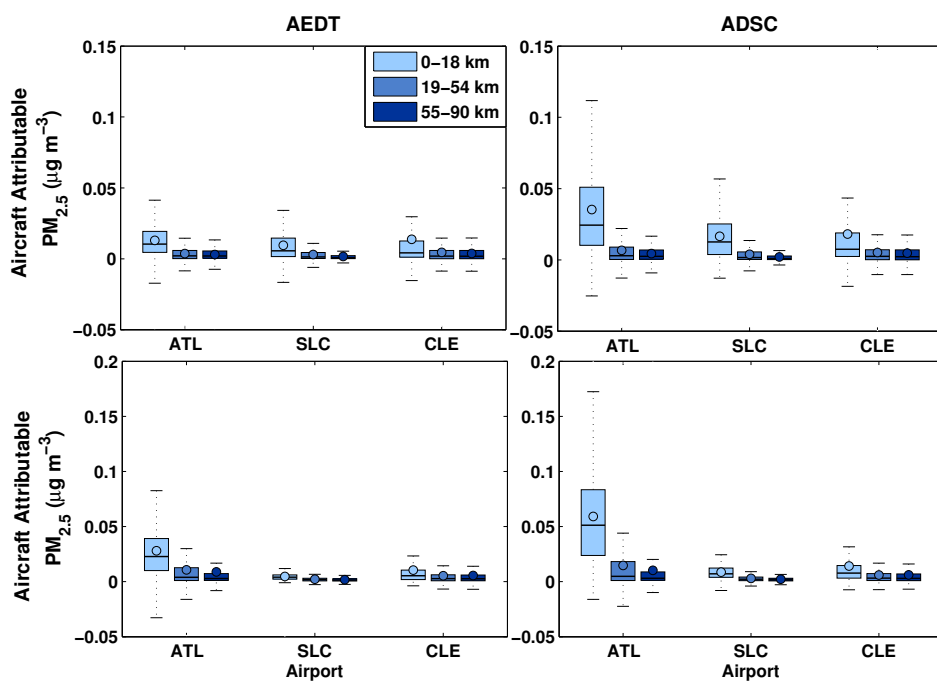 AEDT
ADSC
Aircraft Attributable
PM2.5 (μg m−3)
0.15
0.1
0.05
0
−0.05
0−18 km
19−54 km
55−90 km
ATL SLC CLE
0.15
0.1
0.05
0
−0.05
ATL SLC CLE
Aircraft Attributable
PM2.5 (μg m−3)
0.2
0.15
0.1
0.05
0
−0.05
ATL SLC CLE
Airport
0.2
0.15
0.1
0.05
0
−0.05
ATL SLC CLE
Airport